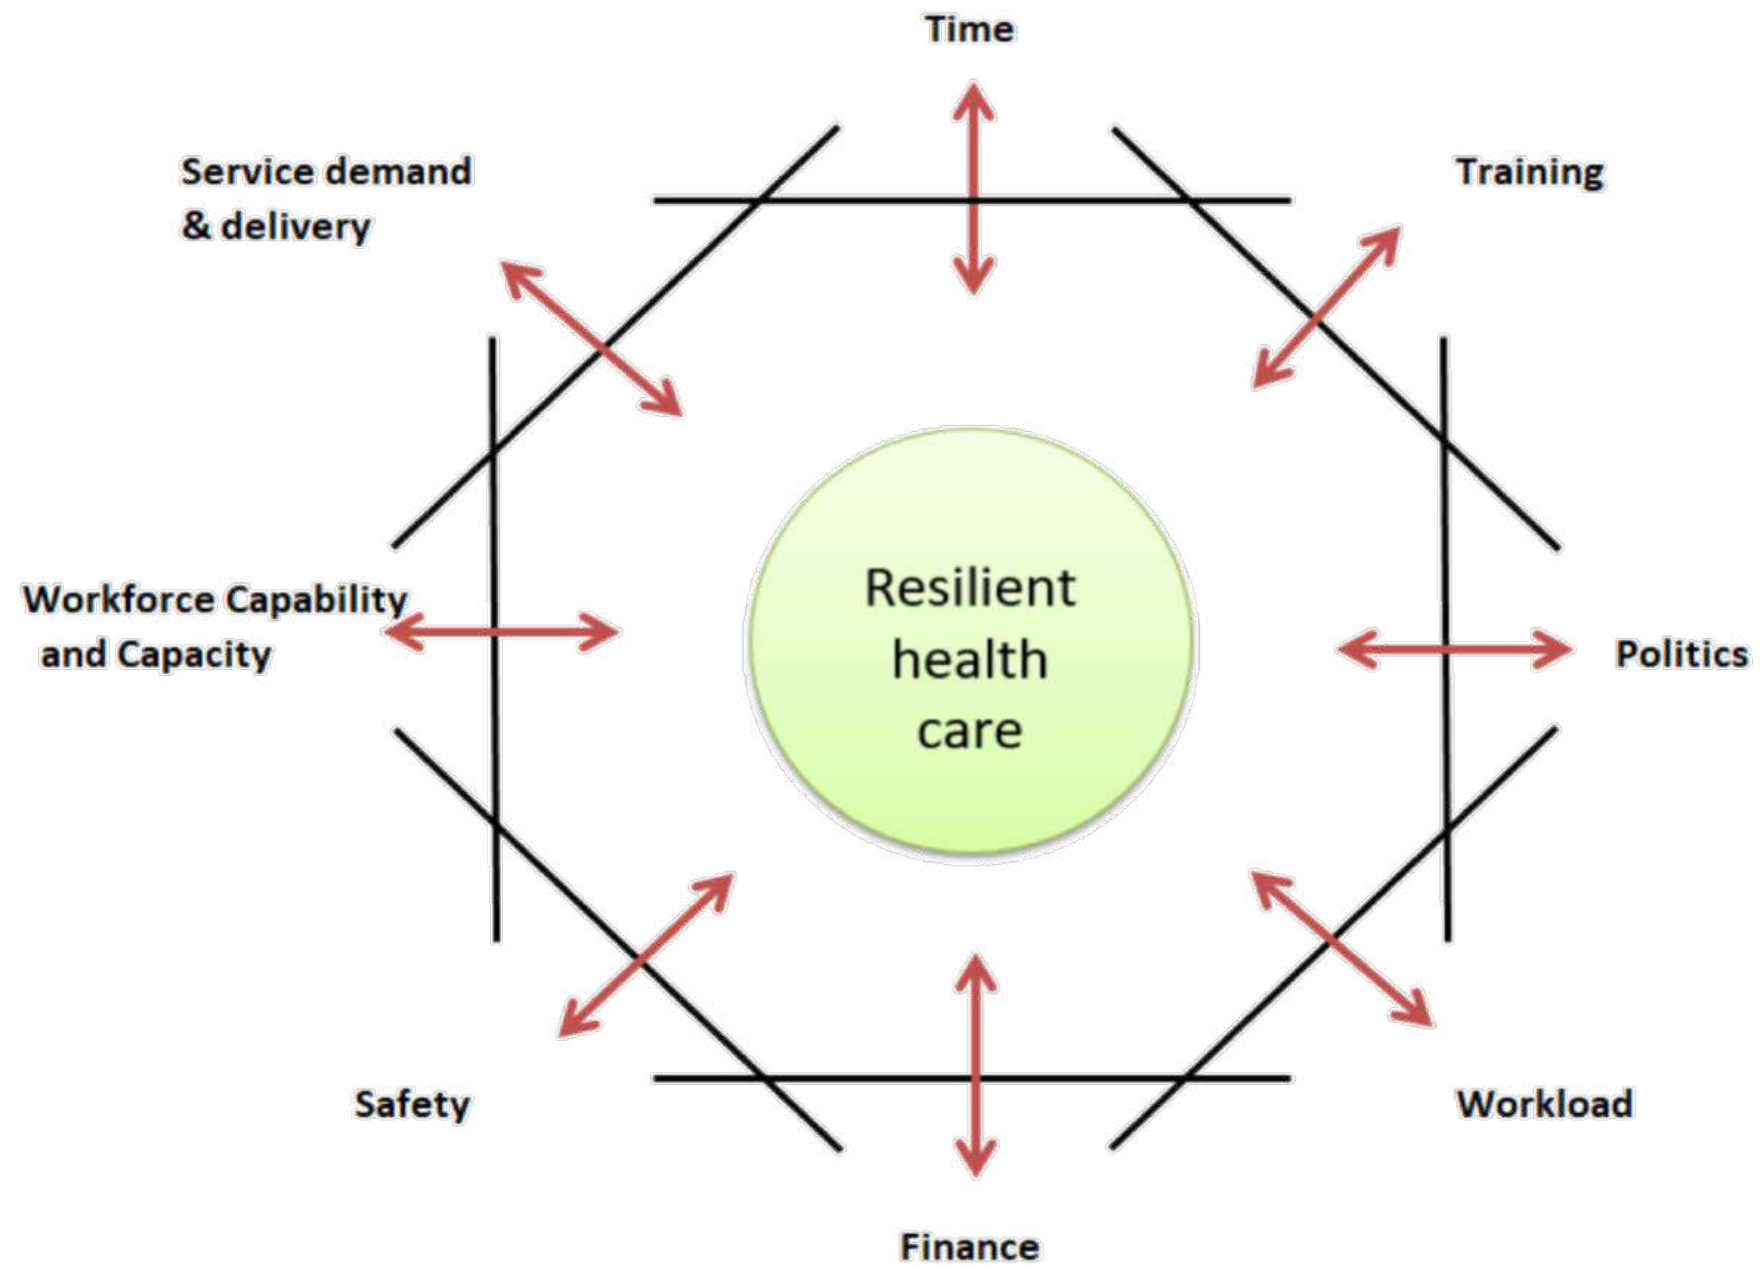 Time
Service demand
& delivery
Training
Workforce Capability
and Capacity
Resilient
health
care
Politics
Safety
Workload
Finance